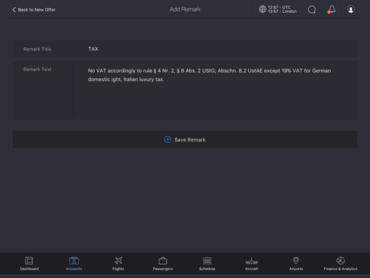 Back to New Offer
Add Remark
12:57 - UTC
13:57 - London
Remark Title
TAX
Remark Text
No VAT accordingly to rule § 4 Nr. 2, § 8 Abs. 2 UStG; Abschn. 8.2 UstAE except 19% VAT for German
domestic light, Italian luxury tax.
Save Remark
Dashboard
Accounts
Flights
Passengers
Schedule
Aircraft
Airports
Finance & Analytics